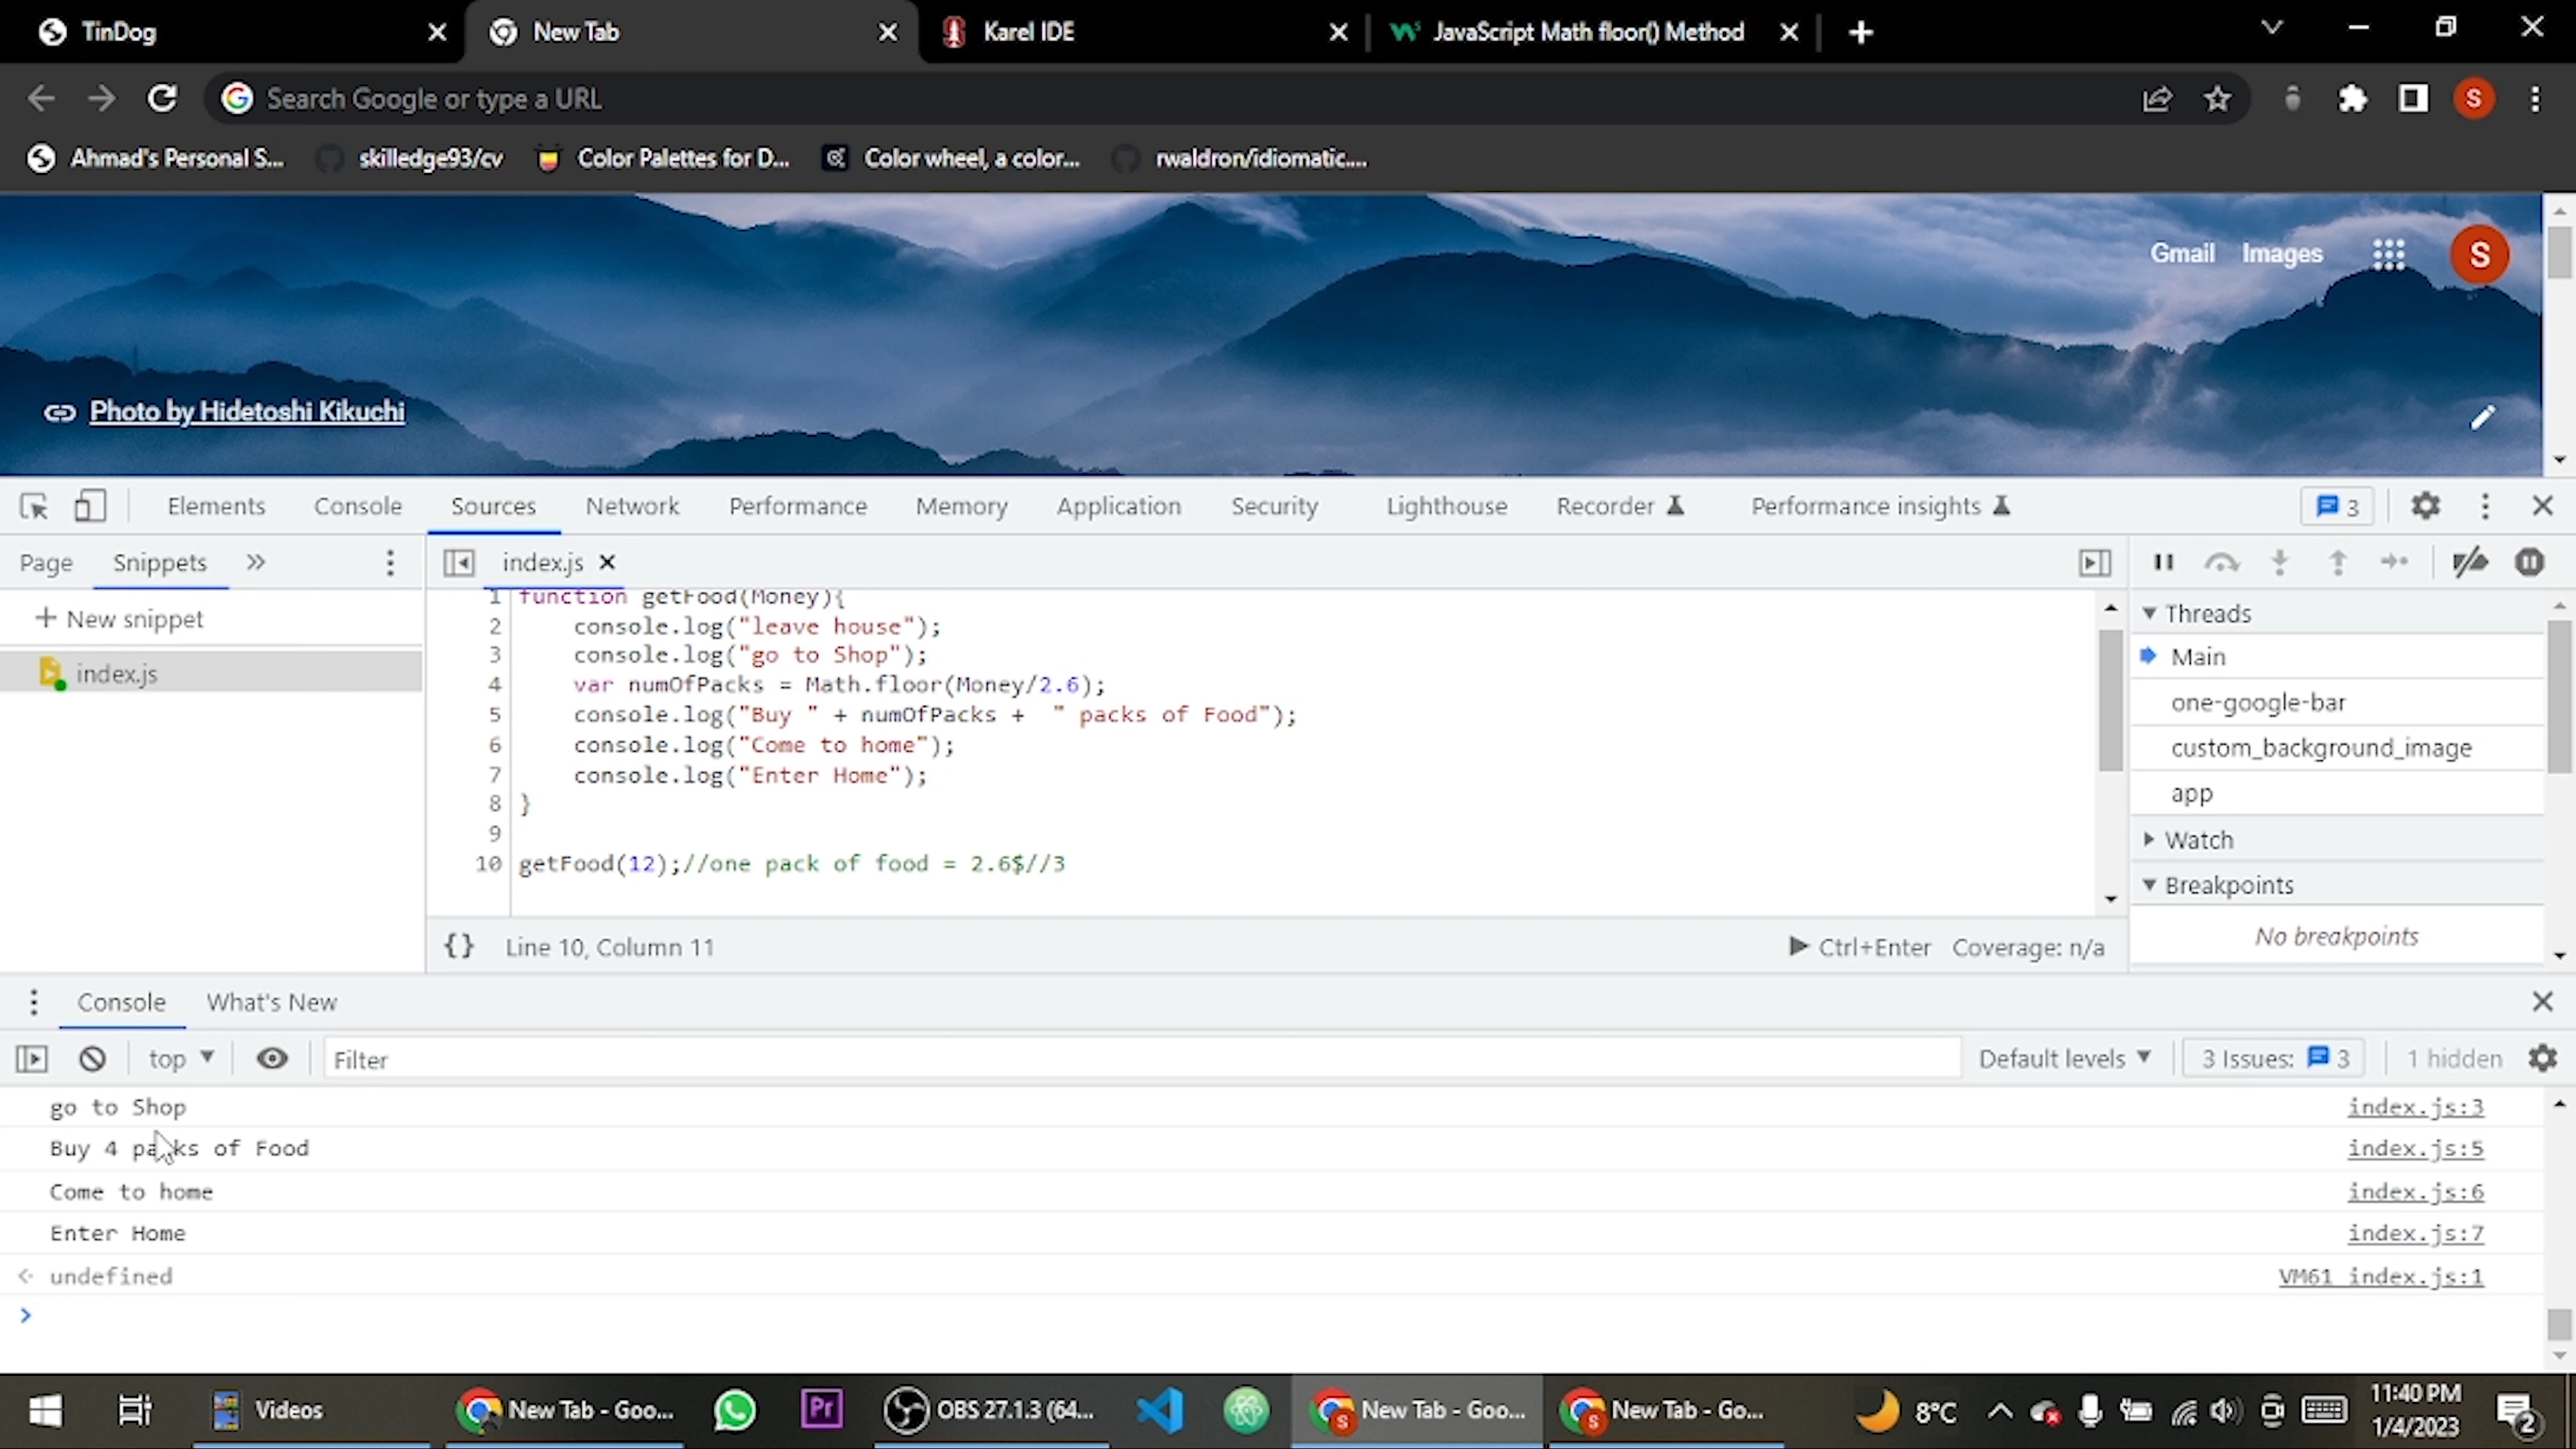 TinDog
New Tab
Karel IDE
JavaScript Math floor() Method
Search Google or type a URL
S
Ahmad's Personal S...
skilledge93/cv
Color Palettes for D...
Color wheel, a color...
rwaldron/idiomatic....
Gmail Images S
Photo by Hidetoshi Kikuchi
Elements Console Sources Network Performance Memory Application Security Lighthouse Recorder Performance insights 3
Page Snippets
index.js
New snippet
index.js
1 function getFood(Money){
2 console.log("leave house");
3 console.log("go to Shop");
4 var numOfPacks = Math.floor(Money/2.6);
5 console.log("Buy " + numOfPacks +  " packs of Food");
6 console.log("Come to home");
7 console.log("Enter Home");
8 }
9
10 getFood(12);//one pack of food = 2.6$//3
{} Line 10, Column 11 Ctrl+Enter Coverage: n/a
Threads
Main
one-google-bar
custom_background_image
app
Watch
Breakpoints
No breakpoints
Console What's New
top Filter Default levels 3 Issues: 3 1 hidden
go to Shop index.js:3
Buy 4 packs of Food index.js:5
Come to home index.js:6
Enter Home index.js:7
undefined VM61 index.js:1
Videos
New Tab - Goo...
Pr
OBS 27.1.3 (64...
S
New Tab - Goo...
S
New Tab - Go...
8°C
11:40 PM
1/4/2023
2